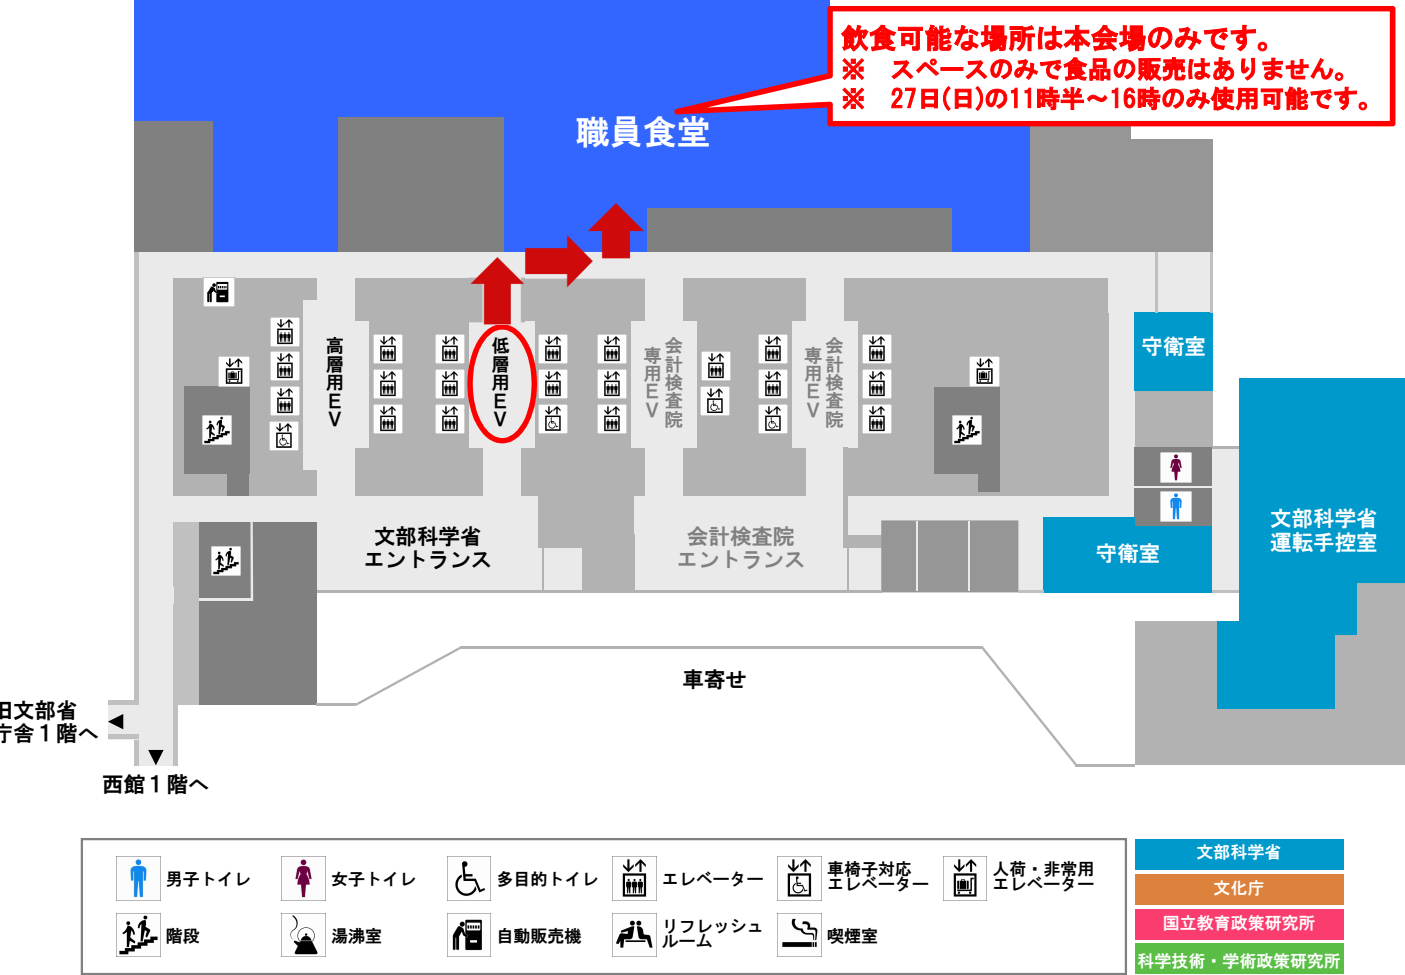 飲食可能な場所は本会場のみです。
※　スペースのみで食品の販売はありません。
※　27日(日)の11時半～16時のみ使用可能です。
職員食堂
高層用EV
低層用EV
会計検査院
専用EV
会計検査院
専用EV
守衛室
文部科学省
エントランス
会計検査院
エントランス
守衛室
文部科学省
運転手控室
車寄せ
文部省
庁舎１階へ
西館１階へ
男子トイレ
女子トイレ
多目的トイレ
エレベーター
車椅子対応
エレベーター
人荷・非常用
エレベーター
階段
湯沸室
自動販売機
リフレッシュ
ルーム
喫煙室
文部科学省
文化庁
国立教育政策研究所
科学技術・学術政策研究所